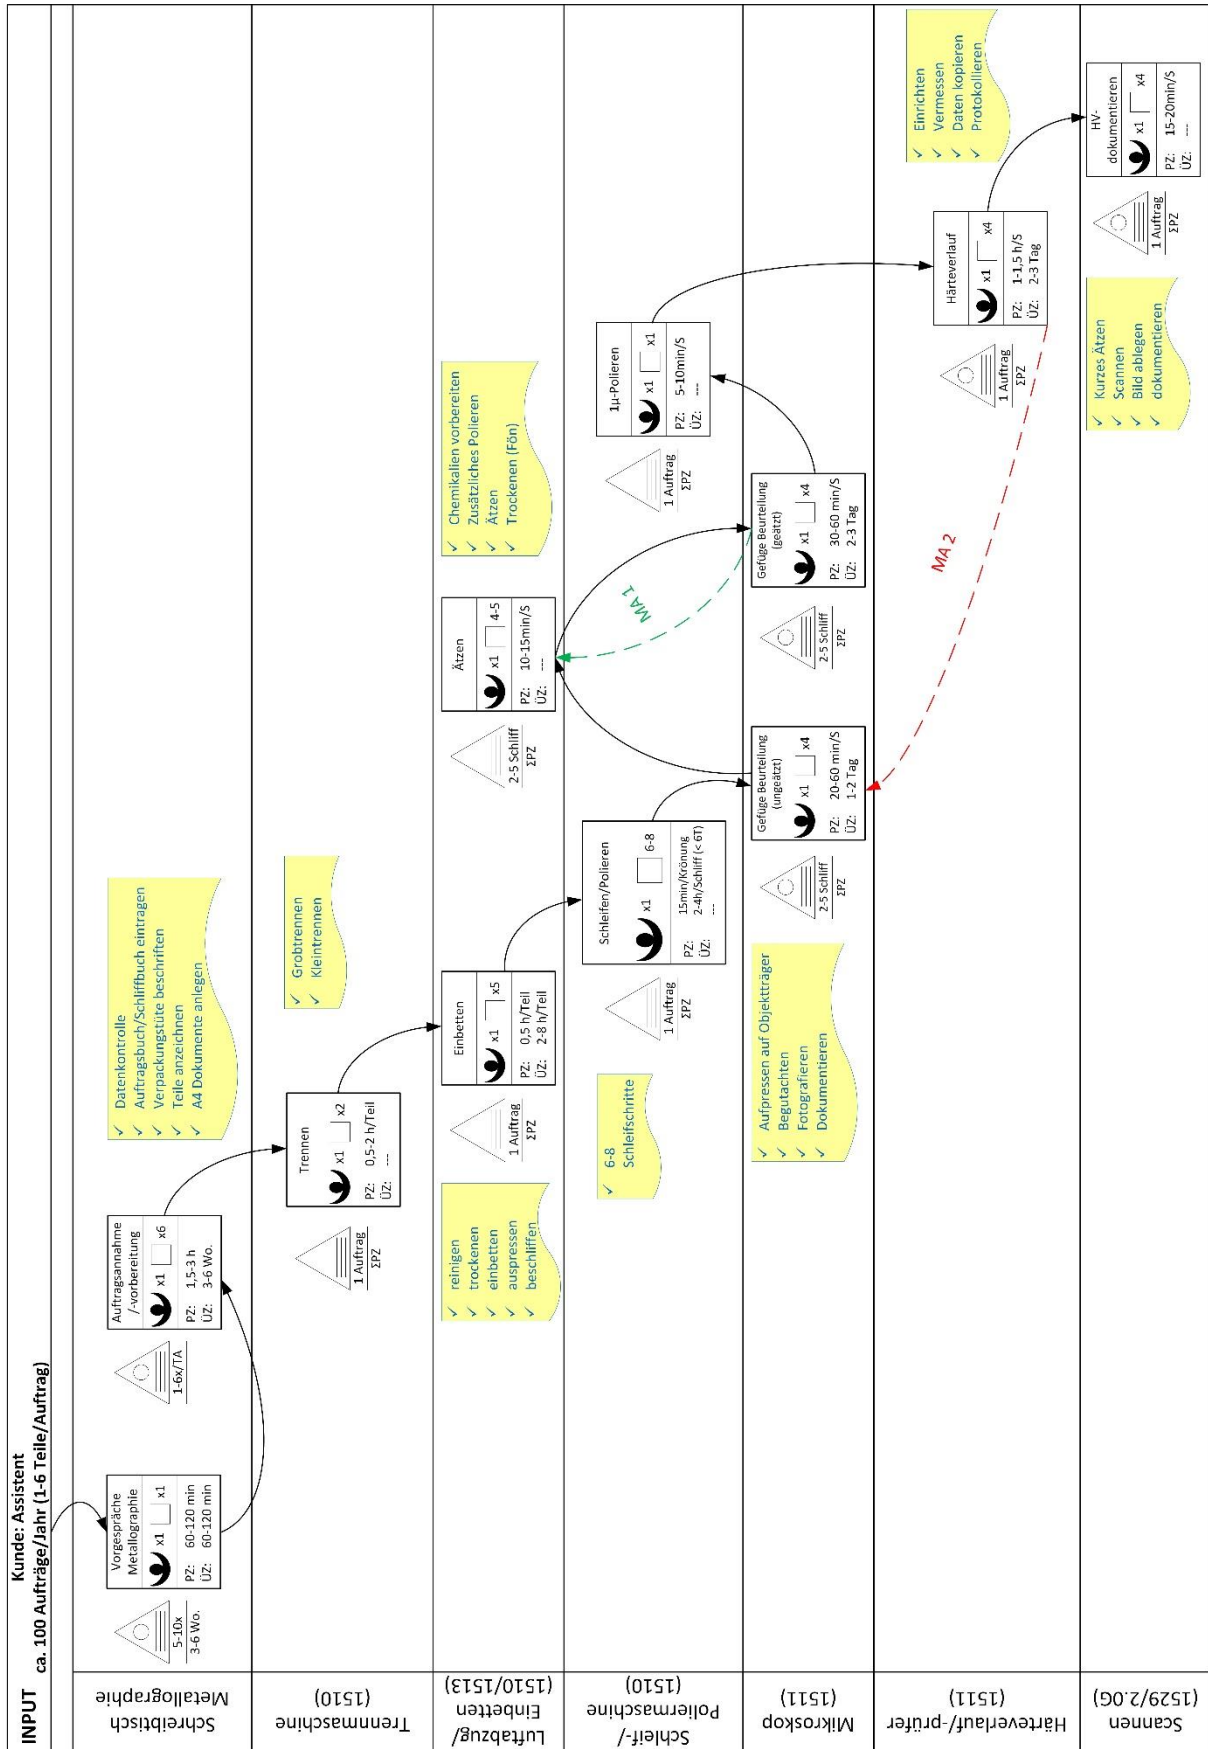 INPUT
Kunde: Assistent
ca. 100 Aufträge/Jahr (1-6 Teile/Auftrag)
Schreibtisch
Metallographie
5-10x
3-6 Wo.
Vorgespräche
Metallographie
x1
x1
PZ: 60-120 min
ÜZ: 60-120 min
1-6x/TA
Auftragsannahme
/-vorbereitung
x1
x6
PZ: 1,5-3 h
ÜZ: 3-6 Wo.
✓ Datenkontrolle
✓ Auftragsbuch/Schliffbuch eintragen
✓ Verpackungstüte beschriften
✓ Teile anzeichnen
✓ A4 Dokumente anlegen
Trennmaschine
(1510)
1 Auftrag
ΣPZ
Trennen
x1
x2
PZ: 0,5-2 h/Teil
ÜZ: ---
✓ Grobtrennen
✓ Kleintrennen
Luftabzug/
Einbetten
(1510/1513)
✓ reinigen
✓ trockenen
✓ einbetten
✓ auspressen
✓ beschliffen
1 Auftrag
ΣPZ
Einbetten
x1
x5
PZ: 0,5 h/Teil
ÜZ: 2-8 h/Teil
2-5 Schliff
ΣPZ
Ätzen
x1
4-5
PZ: 10-15min/S
ÜZ: ---
✓ Chemikalien vorbereiten
✓ Zusätzliches Polieren
✓ Ätzen
✓ Trockenen (Fön)
Schleif-/
Poliermaschine
(1510)
✓ 6-8
Schleifschritte
1 Auftrag
ΣPZ
Schleifen/Polieren
x1
6-8
PZ: 15min/Krönung
2-4h/Schliff (< 6T)
ÜZ: ---
1 Auftrag
ΣPZ
1µ-Polieren
x1
x1
PZ: 5-10min/S
ÜZ: ---
Mikroskop
(1511)
✓ Aufpressen auf Objektträger
✓ Begutachten
✓ Fotografieren
✓ Dokumentieren
2-5 Schliff
ΣPZ
Gefüge Beurteilung
(ungeätzt)
x1
x4
PZ: 20-60 min/S
ÜZ: 1-2 Tag
2-5 Schliff
ΣPZ
Gefüge Beurteilung
(geätzt)
x1
x4
PZ: 30-60 min/S
ÜZ: 2-3 Tag
MA 1
MA 2
Härteverlauf/-prüfer
(1511)
1 Auftrag
ΣPZ
Härteverlauf
x1
x4
PZ: 1-1,5 h/S
ÜZ: 2-3 Tag
✓ Einrichten
✓ Vermessen
✓ Daten kopieren
✓ Protokollieren
Scannen
(1529/2.0G)
✓ Kurzes Ätzen
✓ Scannen
✓ Bild ablegen
✓ dokumentieren
1 Auftrag
ΣPZ
HV-
dokumentieren
x1
x4
PZ: 15-20min/S
ÜZ: ---